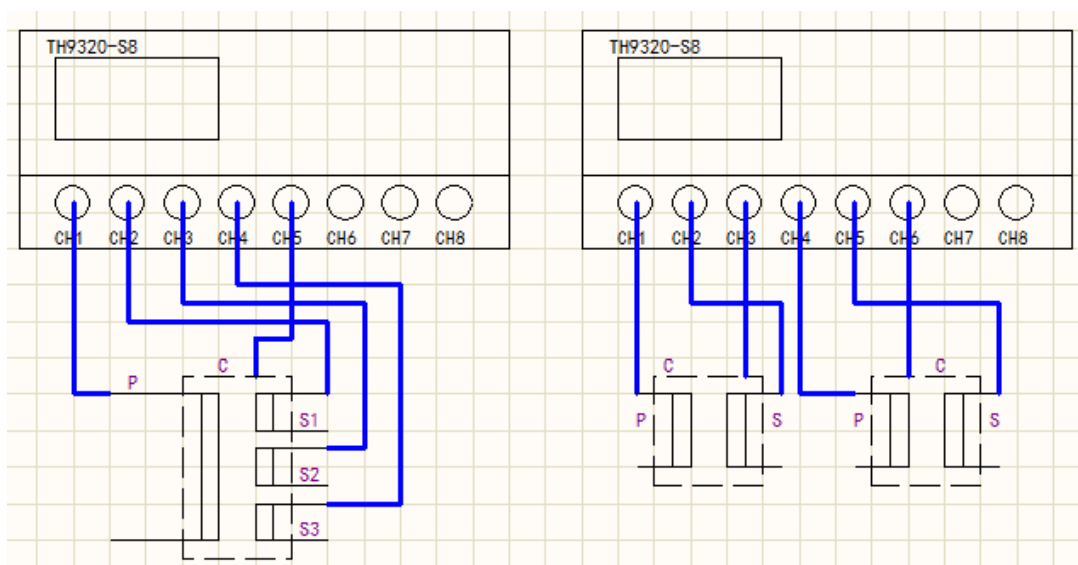 TH9320-S8
CH1 CH2 CH3 CH4 CH5 CH6 CH7 CH8
C
P
S1
S2
S3
TH9320-S8
CH1 CH2 CH3 CH4 CH5 CH6 CH7 CH8
C C
P S P S